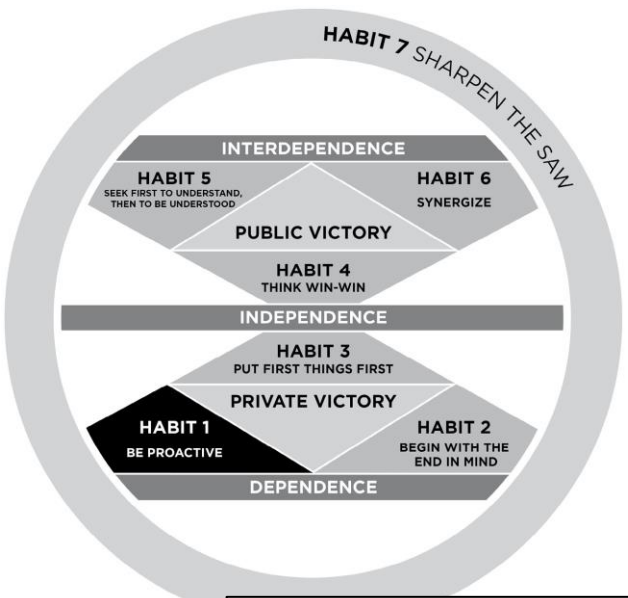 HABIT 7 SHARPEN THE SAW
INTERDEPENDENCE
HABIT 5
SEEK FIRST TO UNDERSTAND,
THEN TO BE UNDERSTOOD
HABIT 6
SYNERGIZE
PUBLIC VICTORY
HABIT 4
THINK WIN-WIN
INDEPENDENCE
HABIT 3
PUT FIRST THINGS FIRST
PRIVATE VICTORY
HABIT 1
BE PROACTIVE
HABIT 2
BEGIN WITH THE
END IN MIND
DEPENDENCE